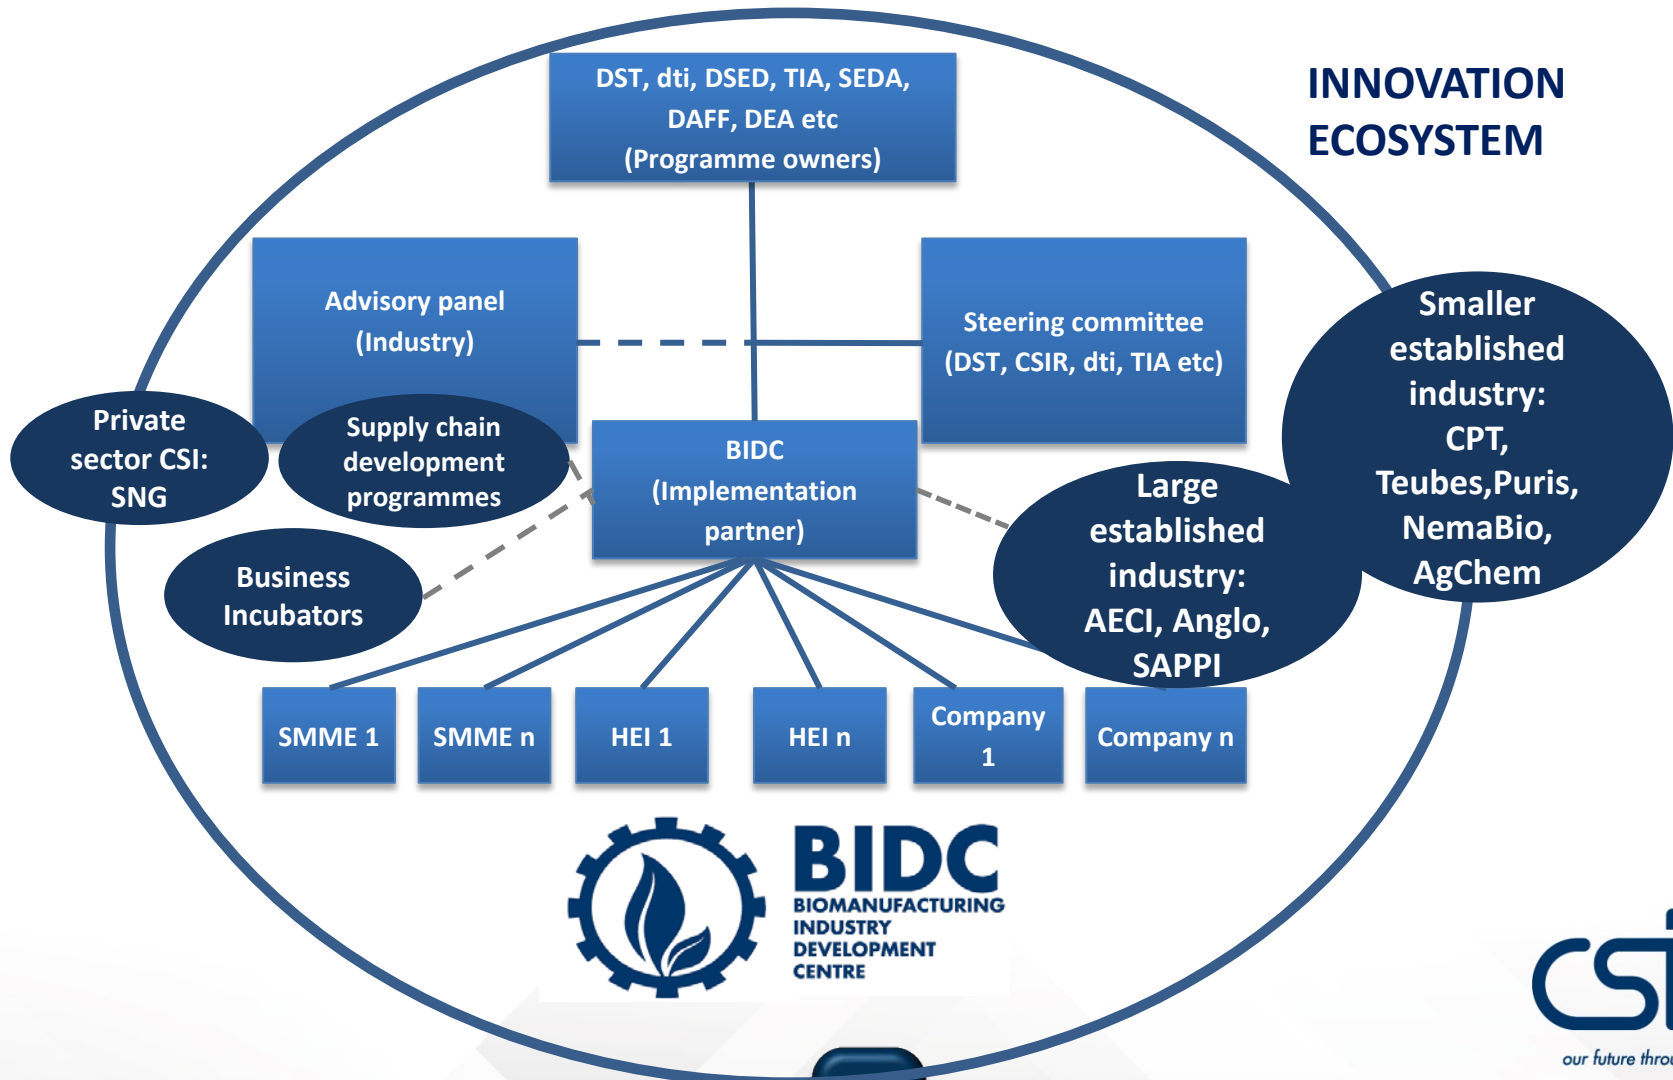 INNOVATION
ECOSYSTEM
DST, dti, DSED, TIA, SEDA,
DAFF, DEA etc
(Programme owners)
Advisory panel
(Industry)
Steering committee
(DST, CSIR, dti, TIA etc)
Smaller
established
industry:
CPT,
Teubes,Puris,
NemaBio,
AgChem
Private
sector CSI:
SNG
Supply chain
development
programmes
BIDC
(Implementation
partner)
Large
established
industry:
AECI, Anglo,
SAPPI
Business
Incubators
SMME 1
SMME n
HEI 1
HEI n
Company
1
Company n
BIDC
BIOMANUFACTURING
INDUSTRY
DEVELOPMENT
CENTRE
CSI
our future throu